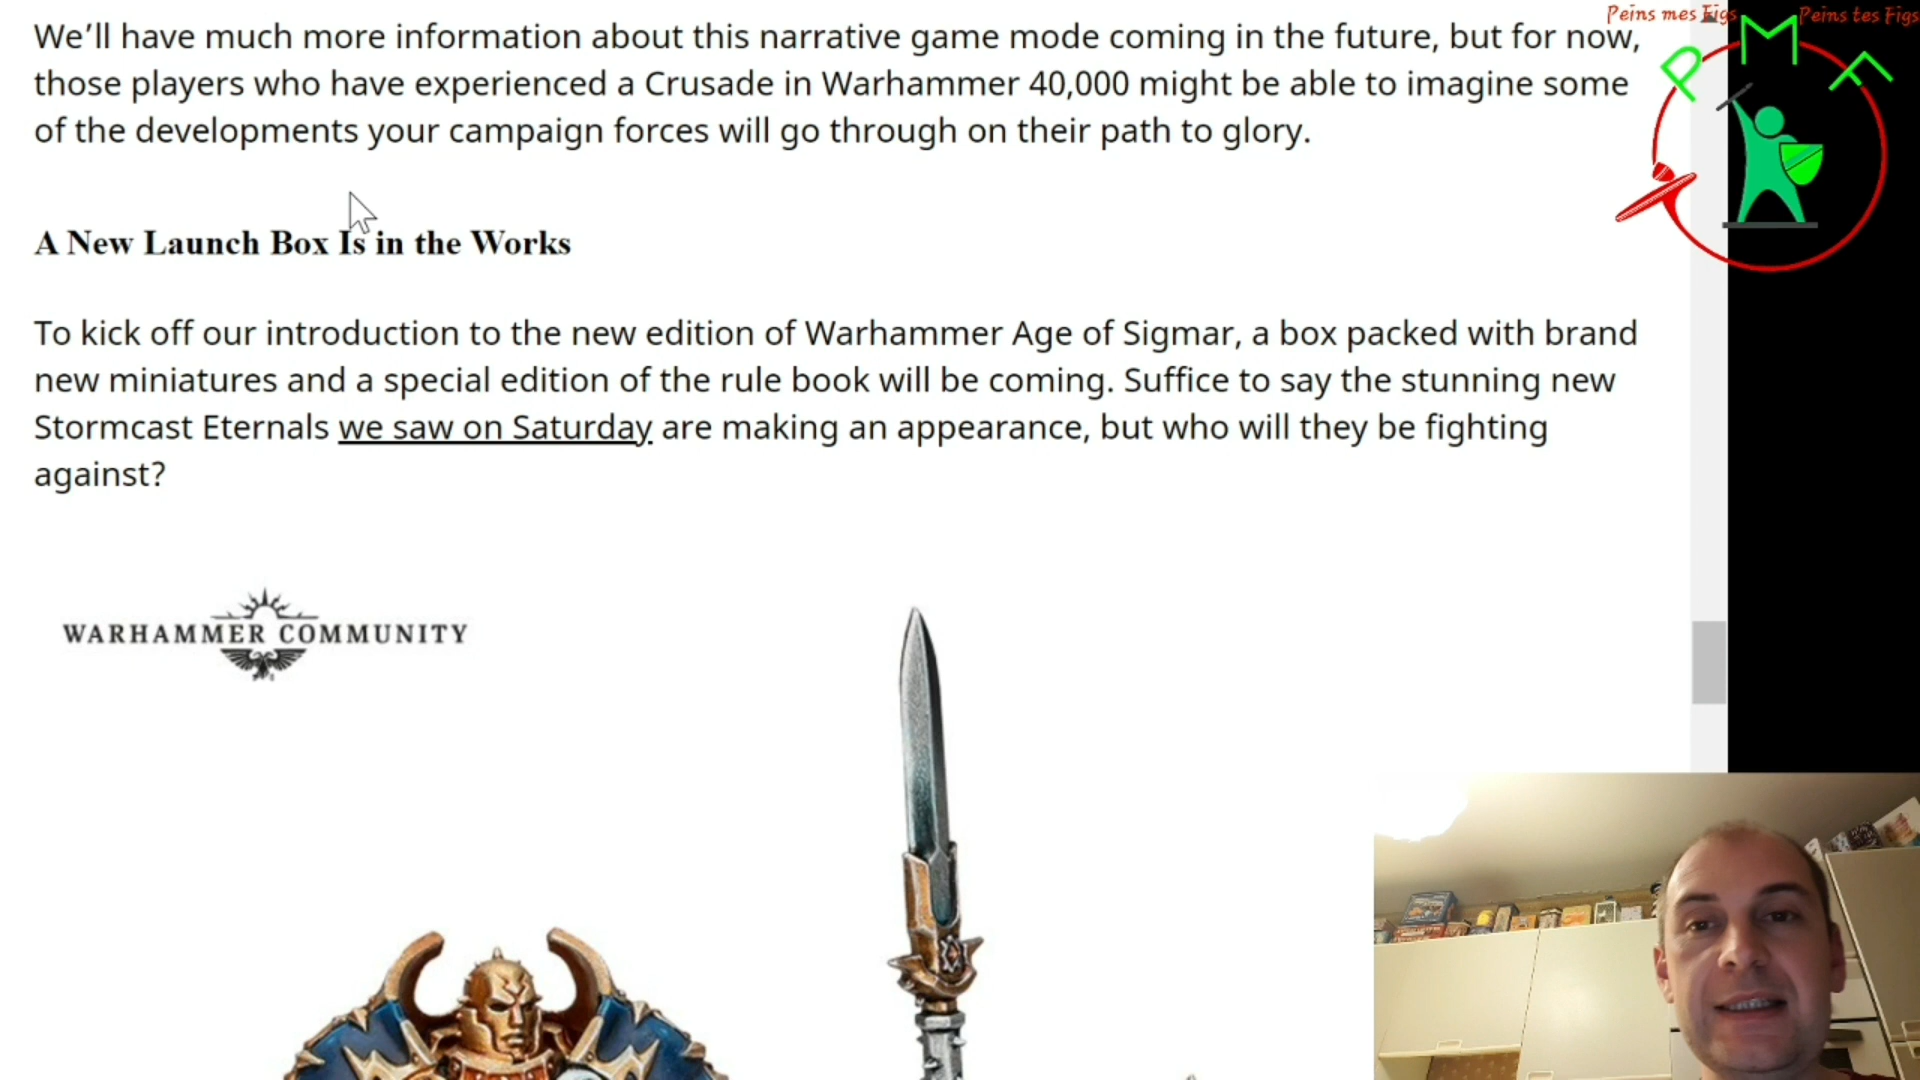 We'll have much more information about this narrative game mode coming in the future, but for now,
those players who have experienced a Crusade in Warhammer 40,000 might be able to imagine some
of the developments your campaign forces will go through on their path to glory.
A New Launch Box Is in the Works
To kick off our introduction to the new edition of Warhammer Age of Sigmar, a box packed with brand
new miniatures and a special edition of the rule book will be coming. Suffice to say the stunning new
Stormcast Eternals we saw on Saturday are making an appearance, but who will they be fighting
against?
WARHAMMER COMMUNITY
Peins mes Figs
Peins tes Figs
P M F